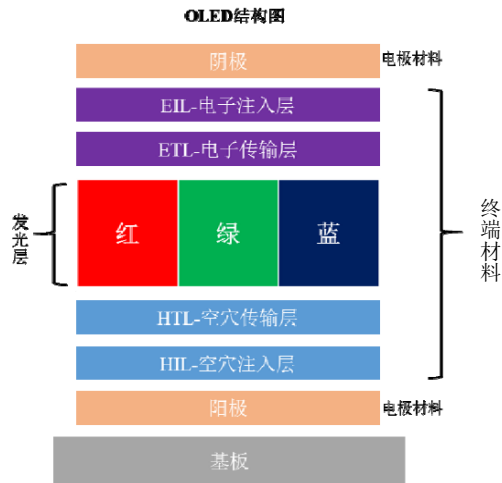 OLED结构图
阴极
电极材料
EIL-电子注入层
ETL-电子传输层
发光层
红
绿
蓝
终端材料
HTL-空穴传输层
HIL-空穴注入层
阳极
电极材料
基板